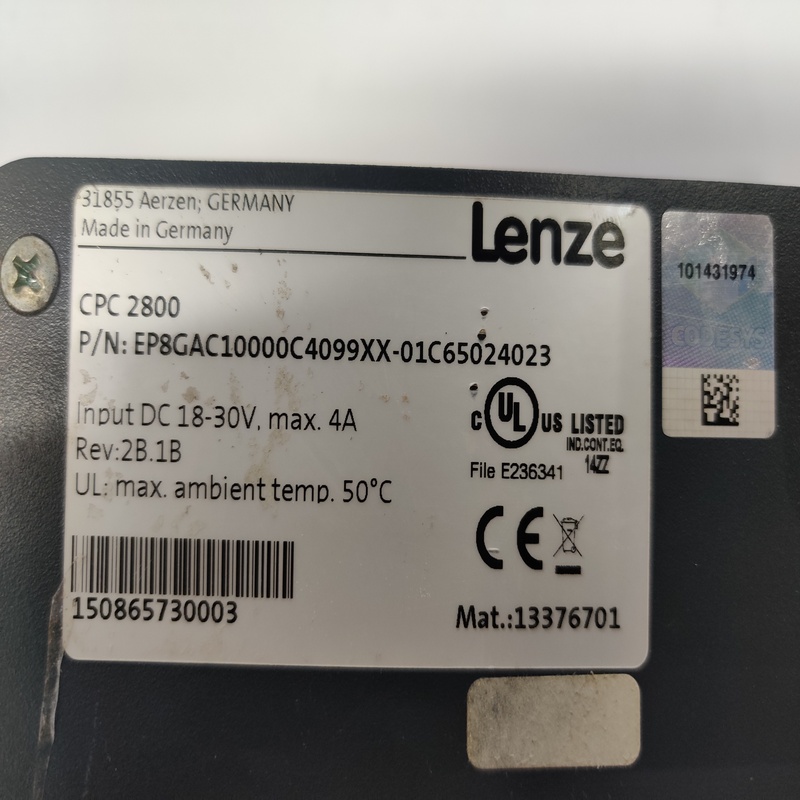 31855 Aerzen; GERMANY
Made in Germany
Lenze
CPC 2800
P/N: EP8GAC10000C4099XX-01C65024023
Input DC 18-30V, max. 4A
Rev:2B.1B
UL: max. ambient temp. 50°C
C UL US LISTED
IND.CONT.EQ.
14ZZ
File E236341
CE
150865730003
Mat.:13376701
101431974
CODESYS